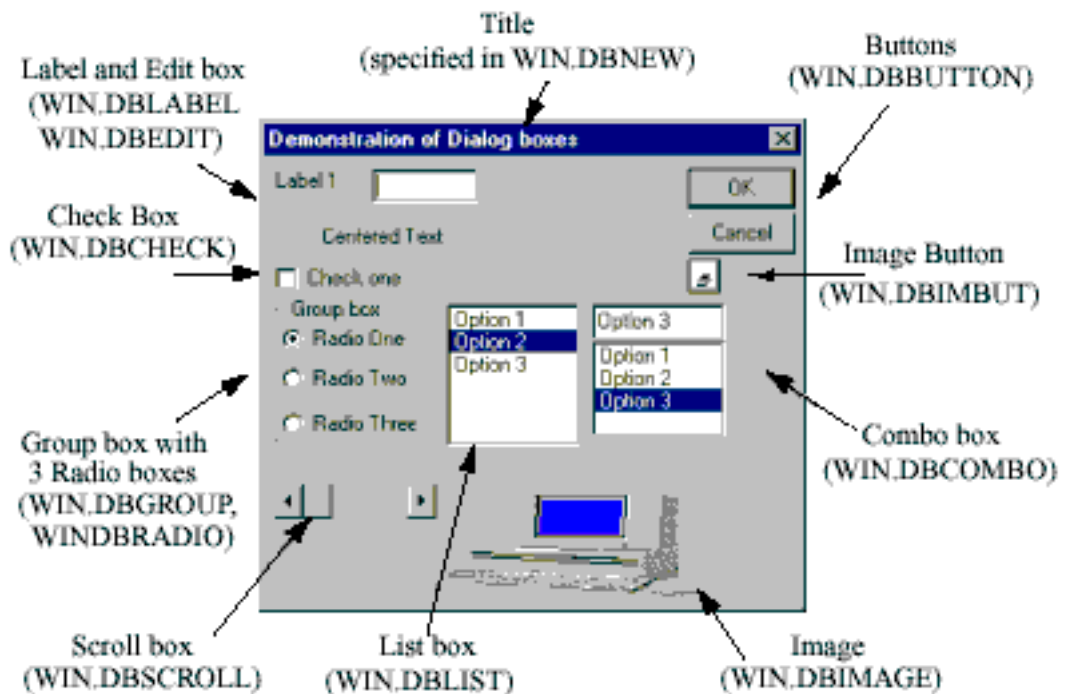 Title
(specified in WIN.DBNEW)
Buttons
(WIN.DBBUTTON)
Label and Edit box
(WIN.DBLABEL
WIN.DBEDIT)
Demonstration of Dialog boxes
Label 1
OK
Check Box
(WIN.DBCHECK)
Centered Text
Cancel
Image Button
(WIN.DBIMBUT)
Check one
Group box
Radio One
Radio Two
Radio Three
Option 1
Option 2
Option 3
Option 3
Option 1
Option 2
Option 3
Group box with
3 Radio boxes
(WIN.DBGROUP,
WINDBRADIO)
Combo box
(WIN.DBCOMBO)
Scroll box
(WIN.DBSCROLL)
List box
(WIN.DBLIST)
Image
(WIN.DBIMAGE)